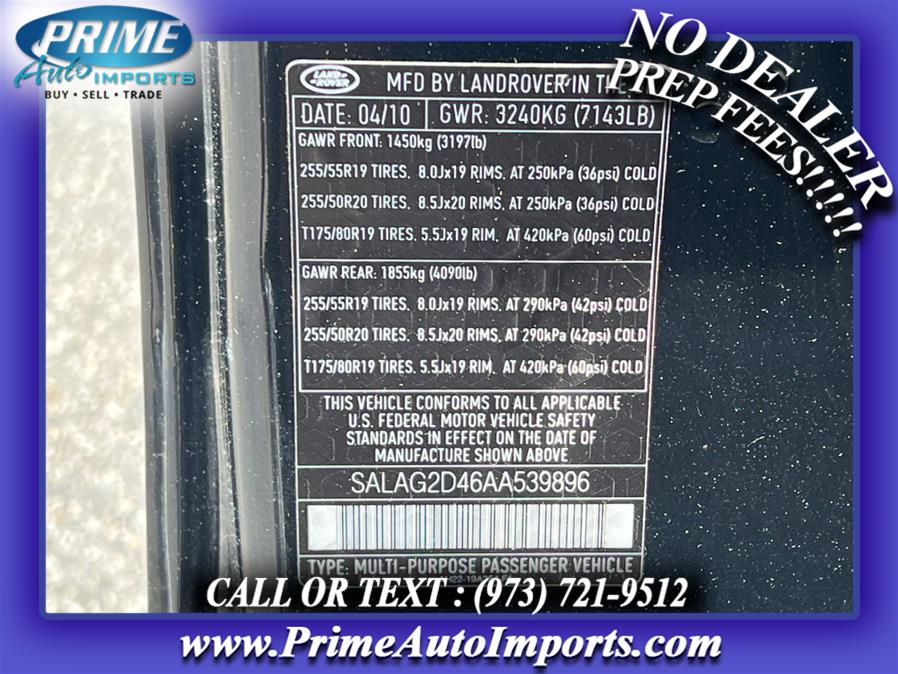 PRIME
Auto IMPORTS
BUY • SELL • TRADE
NO DEALER
PREP FEES!!!!!
LAND
ROVER
MFD BY LANDROVER IN THE
DATE: 04/10 GWR: 3240KG (7143LB)
GAWR FRONT: 1450kg (3197lb)
255/55R19 TIRES. 8.0Jx19 RIMS. AT 250kPa (36psi) COLD
255/50R20 TIRES. 8.5Jx20 RIMS. AT 250kPa (36psi) COLD
T175/80R19 TIRES. 5.5Jx19 RIM. AT 420kPa (60psi) COLD
GAWR REAR: 1855kg (4090lb)
255/55R19 TIRES. 8.0Jx19 RIMS. AT 290kPa (42psi) COLD
255/50R20 TIRES. 8.5Jx20 RIMS. AT 290kPa (42psi) COLD
T175/80R19 TIRES. 5.5Jx19 RIM. AT 420kPa (60psi) COLD
THIS VEHICLE CONFORMS TO ALL APPLICABLE
U.S. FEDERAL MOTOR VEHICLE SAFETY
STANDARDS IN EFFECT ON THE DATE OF
MANUFACTURE SHOWN ABOVE
SALAG2D46AA539896
TYPE: MULTI-PURPOSE PASSENGER VEHICLE
CALL OR TEXT : (973) 721-9512
www.PrimeAutoImports.com